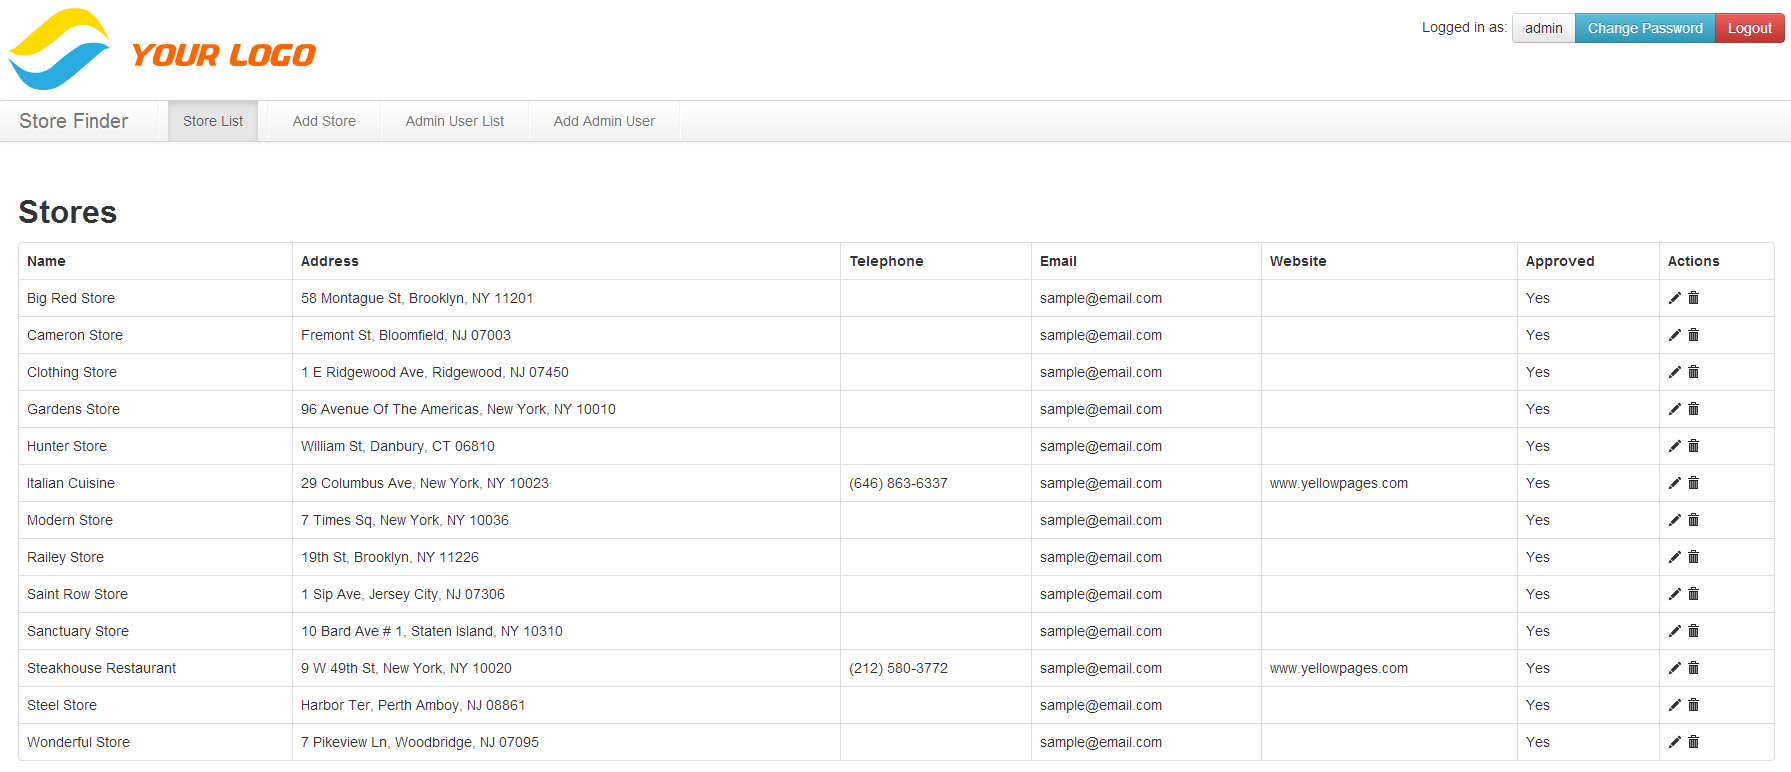 YOUR LOGO
Logged in as: admin Change Password Logout
Store Finder Store List Add Store Admin User List Add Admin User
Stores
Name Address Telephone Email Website Approved Actions
Big Red Store 58 Montague St, Brooklyn, NY 11201 sample@email.com Yes
Cameron Store Fremont St, Bloomfield, NJ 07003 sample@email.com Yes
Clothing Store 1 E Ridgewood Ave, Ridgewood, NJ 07450 sample@email.com Yes
Gardens Store 96 Avenue Of The Americas, New York, NY 10010 sample@email.com Yes
Hunter Store William St, Danbury, CT 06810 sample@email.com Yes
Italian Cuisine 29 Columbus Ave, New York, NY 10023 (646) 863-6337 sample@email.com www.yellowpages.com Yes
Modern Store 7 Times Sq, New York, NY 10036 sample@email.com Yes
Railey Store 19th St, Brooklyn, NY 11226 sample@email.com Yes
Saint Row Store 1 Sip Ave, Jersey City, NJ 07306 sample@email.com Yes
Sanctuary Store 10 Bard Ave # 1, Staten Island, NY 10310 sample@email.com Yes
Steakhouse Restaurant 9 W 49th St, New York, NY 10020 (212) 580-3772 sample@email.com www.yellowpages.com Yes
Steel Store Harbor Ter, Perth Amboy, NJ 08861 sample@email.com Yes
Wonderful Store 7 Pikeview Ln, Woodbridge, NJ 07095 sample@email.com Yes